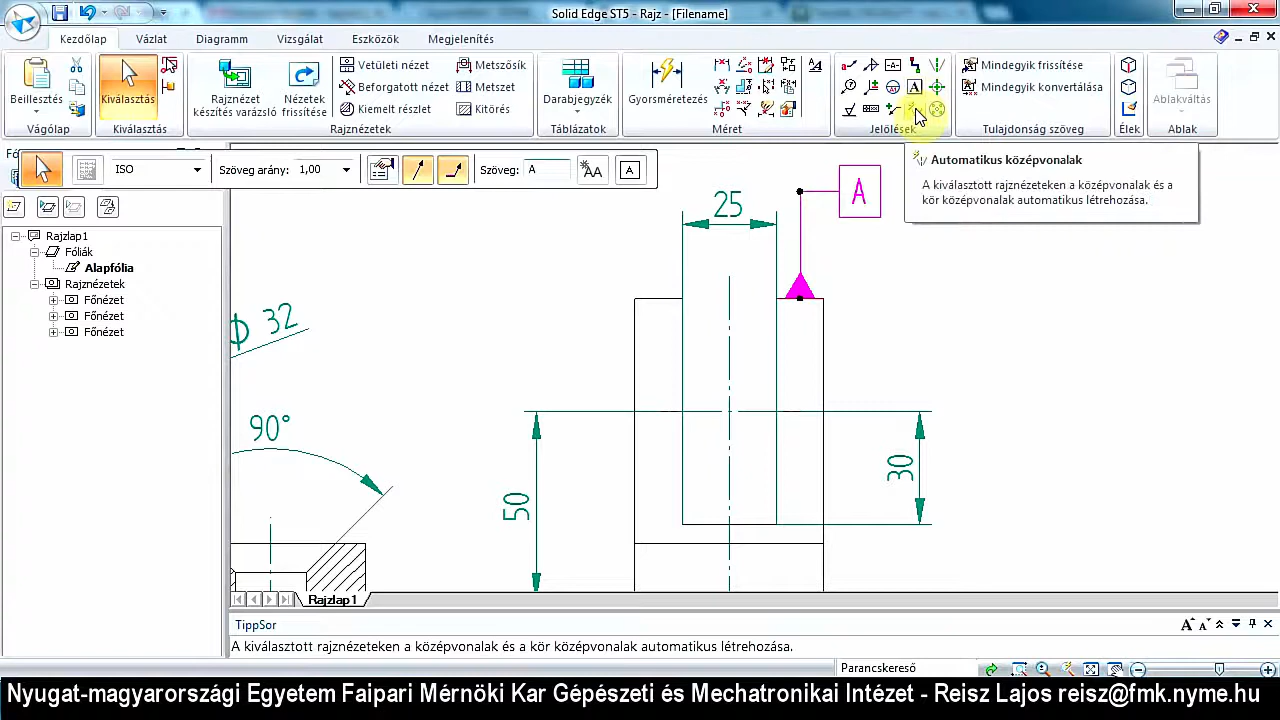 Solid Edge ST5 - Rajz - [Filename]
Kezdőlap Vázlat Diagramm Vizsgálat Eszközök Megjelenítés
Beillesztés
Vágólap
Kiválasztás
Kiválasztás
Rajznézet készítés varázsló
Nézetek frissítése
Vetületi nézet
Beforgatott nézet
Kiemelt részlet
Metszősík
Metszet
Kitörés
Rajznézetek
Darabjegyzék
Táblázatok
Gyorsméretezés
Méret
A
A
Jelölések
Mindegyik frissítése
Mindegyik konvertálása
Tulajdonság szöveg
Élek
Ablakváltás
Ablak
ISO
Szöveg arány: 1,00
Szöveg: A
AA
A
Automatikus középvonalak
A kiválasztott rajznézeteken a középvonalak és a
kör középvonalak automatikus létrehozása.
Rajzlap1
Fóliák
Alapfólia
Rajznézetek
Főnézet
Főnézet
Főnézet
25
A
ϕ 32
90°
50
30
Rajzlap1
TippSor
A kiválasztott rajznézeteken a középvonalak és a kör középvonalak automatikus létrehozása.
Parancskereső
Nyugat-magyarországi Egyetem Faipari Mérnöki Kar Gépészeti és Mechatronikai Intézet - Reisz Lajos reisz@fmk.nyme.hu